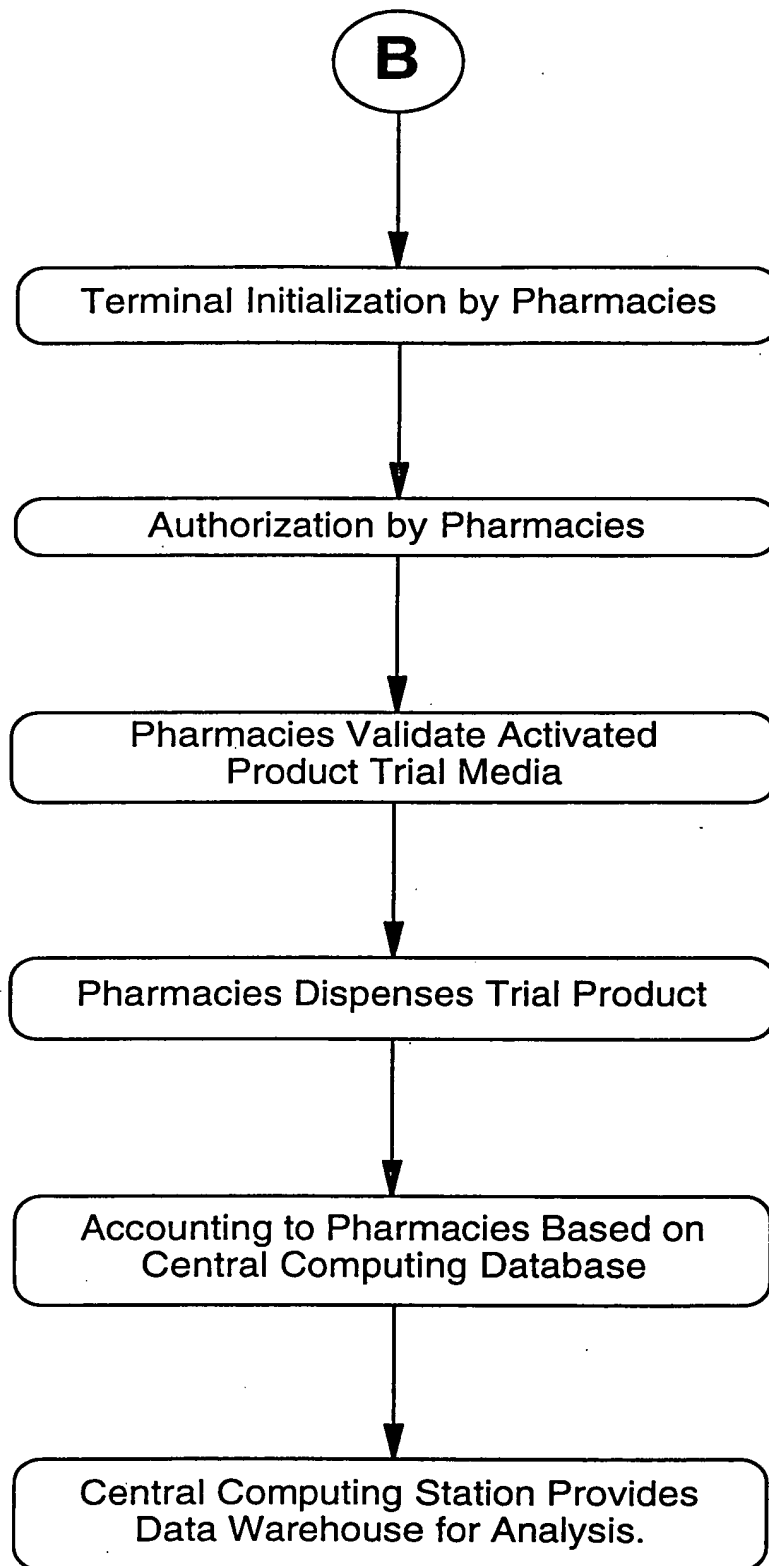 B
Terminal Initialization by Pharmacies
Authorization by Pharmacies
Pharmacies Validate Activated
Product Trial Media
Pharmacies Dispenses Trial Product
Accounting to Pharmacies Based on
Central Computing Database
Central Computing Station Provides
Data Warehouse for Analysis.